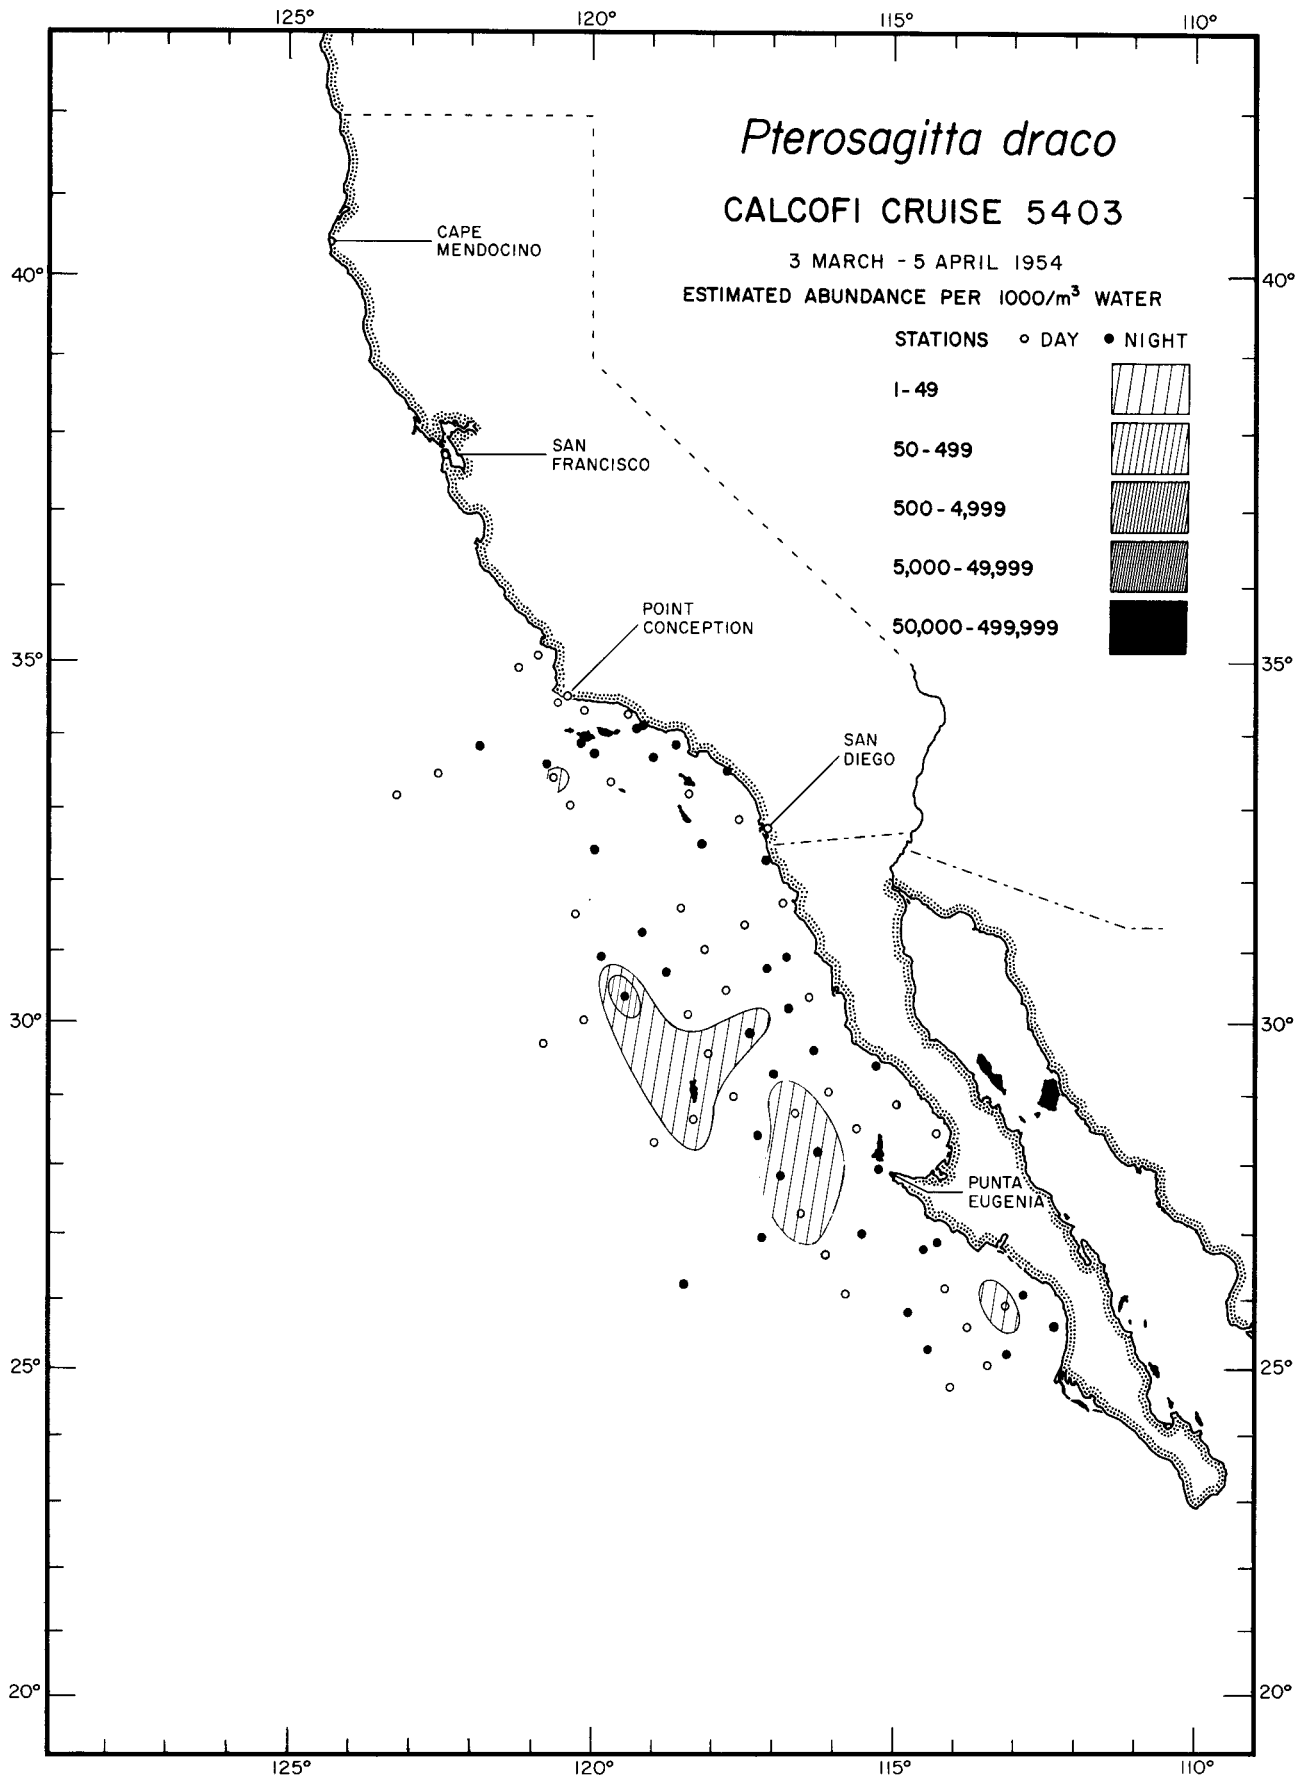 125° 120° 115° 110°
Pterosagitta draco
CALCOFI CRUISE 5403
3 MARCH - 5 APRIL 1954
ESTIMATED ABUNDANCE PER 1000/m³ WATER
STATIONS ○ DAY ● NIGHT
1-49
50-499
500-4,999
5,000-49,999
50,000-499,999
CAPE
MENDOCINO
40° 40°
SAN
FRANCISCO
POINT
CONCEPTION
35° 35°
SAN
DIEGO
30° 30°
PUNTA
EUGENIA
25° 25°
20° 20°
125° 120° 115° 110°